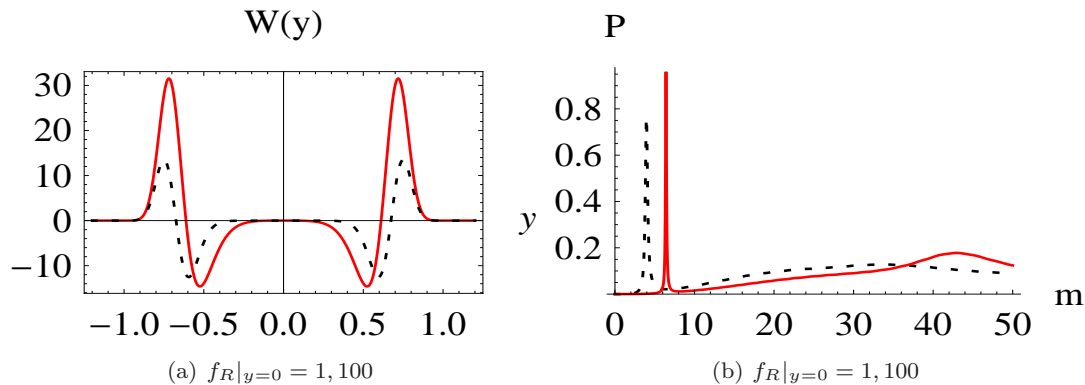 W(y)
30
20
10
0
−10
−1.0 −0.5 0.0 0.5 1.0
y
(a) f_R|_{y=0} = 1, 100
P
0.8
0.6
0.4
0.2
0 10 20 30 40 50
m
(b) f_R|_{y=0} = 1, 100